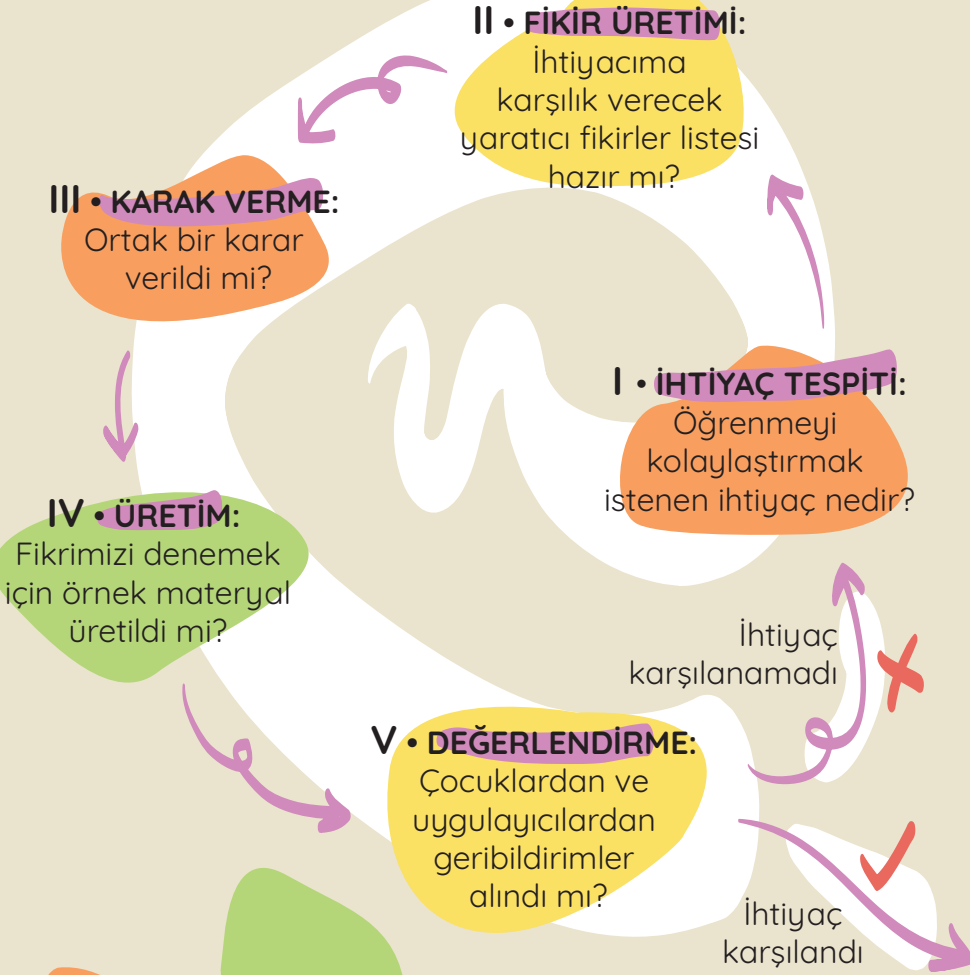 I • İHTİYAÇ TESPİTİ:
Öğrenmeyi
kolaylaştırmak
istenen ihtiyaç nedir?
II • FİKİR ÜRETİMİ:
İhtiyacıma
karşılık verecek
yaratıcı fikirler listesi
hazır mı?
III • KARAK VERME:
Ortak bir karar
verildi mi?
IV • ÜRETİM:
Fikrimizi denemek
için örnek materyal
üretildi mi?
V • DEĞERLENDİRME:
Çocuklardan ve
uygulayıcılardan
geribildirimler
alındı mı?
İhtiyaç
karşılanamadı
İhtiyaç
karşılandı